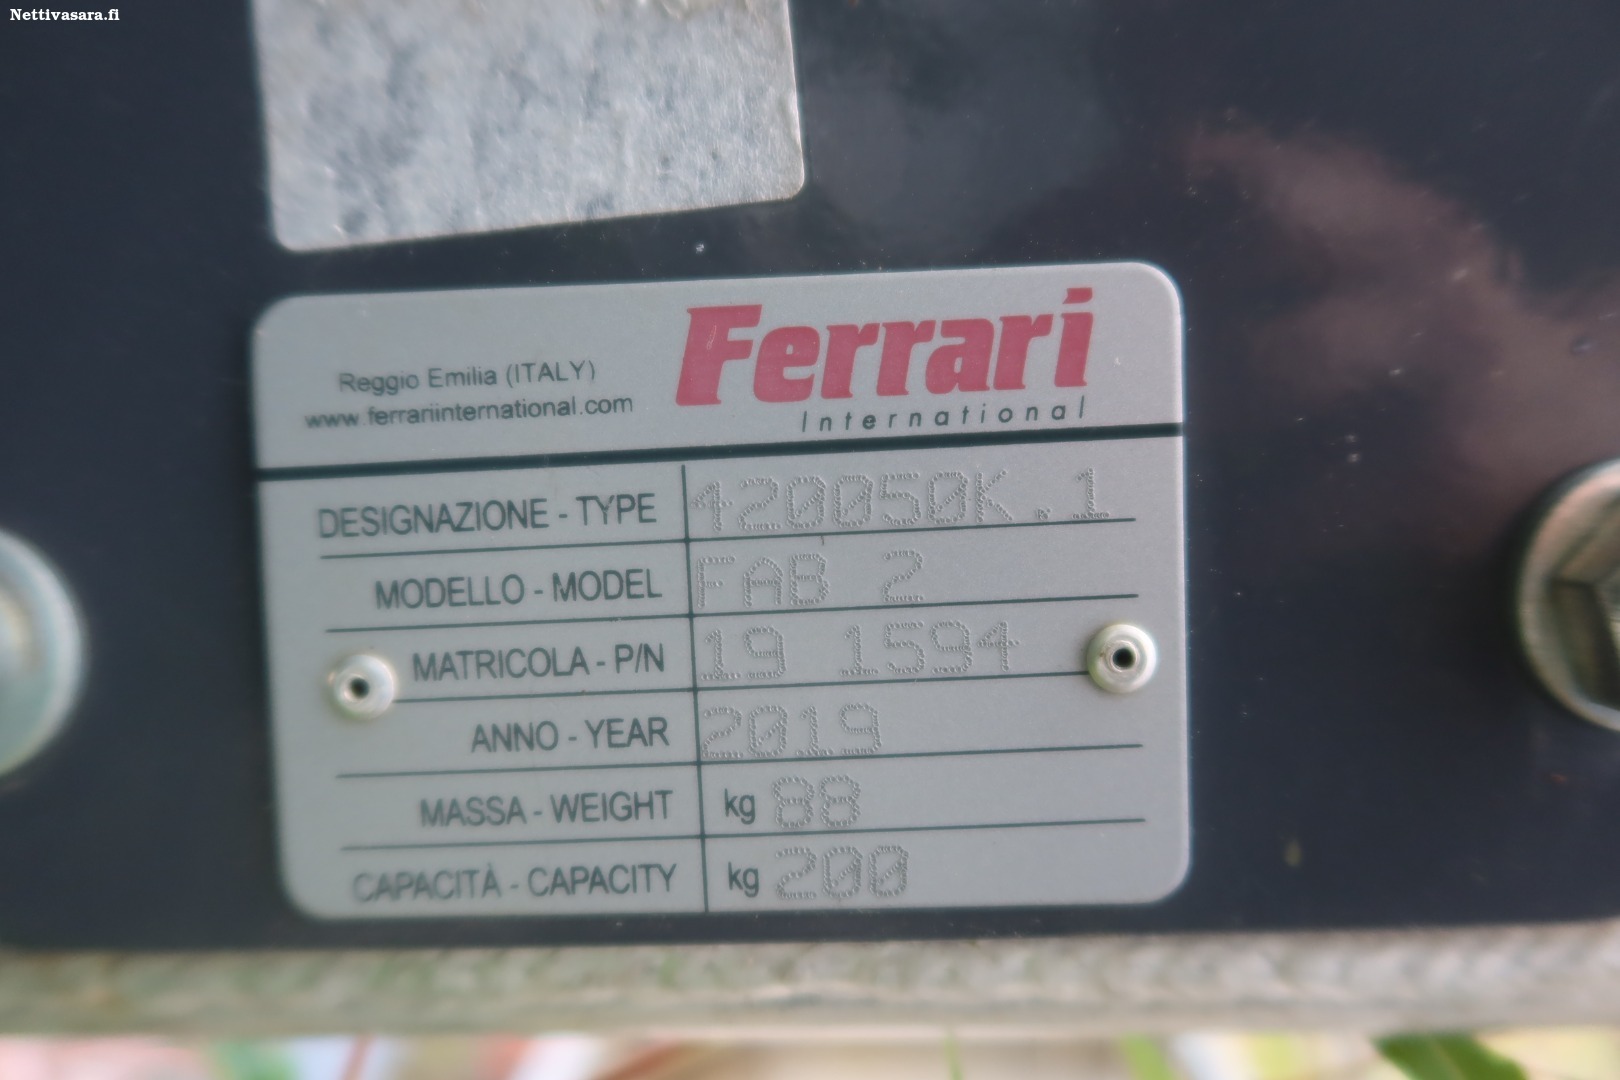 Nettivasara.fi
Ferrari
International
Reggio Emilia (ITALY)
www.ferrariinternational.com
DESIGNAZIONE - TYPE 420050K.1
MODELLO - MODEL FAB 2
MATRICOLA - P/N 19 1594
ANNO - YEAR 2019
MASSA - WEIGHT kg 88
CAPACITÀ - CAPACITY kg 200